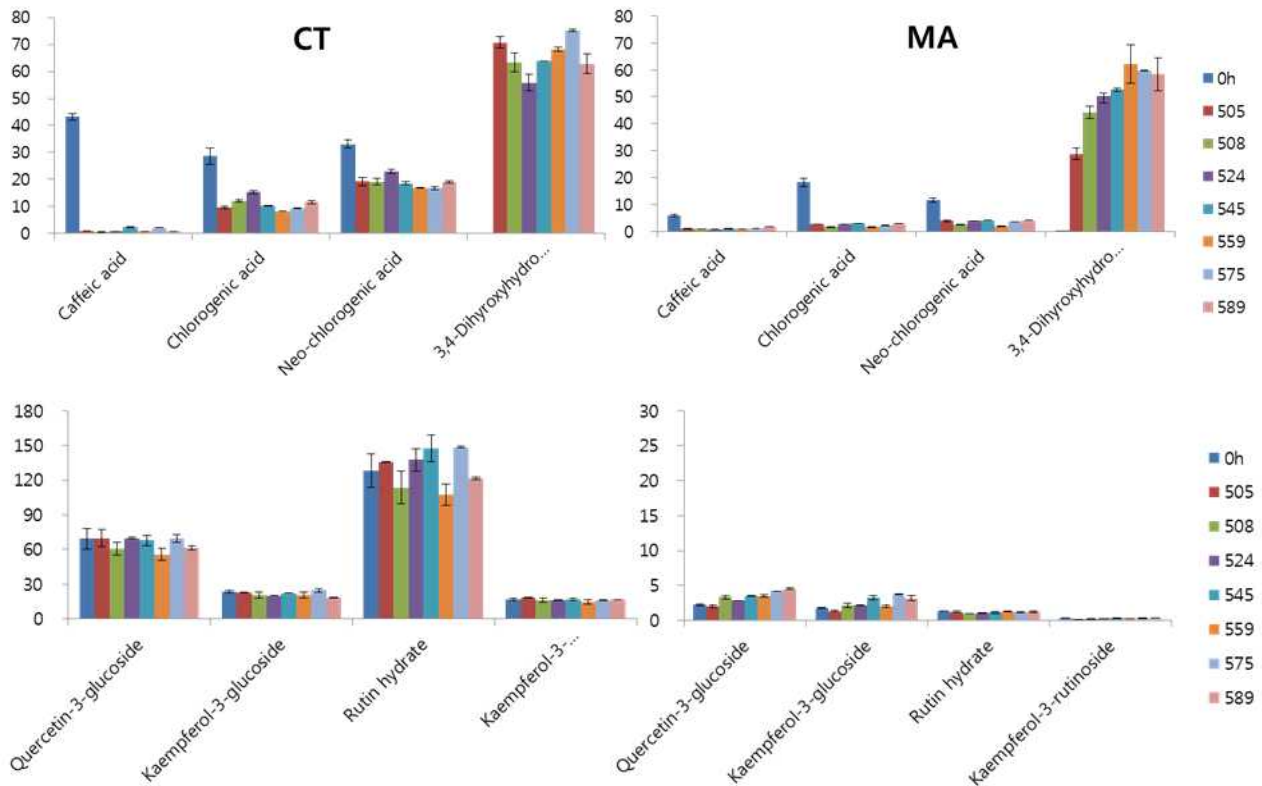 CT
80
70
60
50
40
30
20
10
0
Caffeic acid
Chlorogenic acid
Neo-chlorogenic acid
3,4-Dihyroxyhydro...
MA
80
70
60
50
40
30
20
10
0
Caffeic acid
Chlorogenic acid
Neo-chlorogenic acid
3,4-Dihyroxyhydro...
0h
505
508
524
545
559
575
589
180
150
120
90
60
30
0
Quercetin-3-glucoside
Kaempferol-3-glucoside
Rutin hydrate
Kaempferol-3-...
30
25
20
15
10
5
0
Quercetin-3-glucoside
Kaempferol-3-glucoside
Rutin hydrate
Kaempferol-3-rutinoside
0h
505
508
524
545
559
575
589